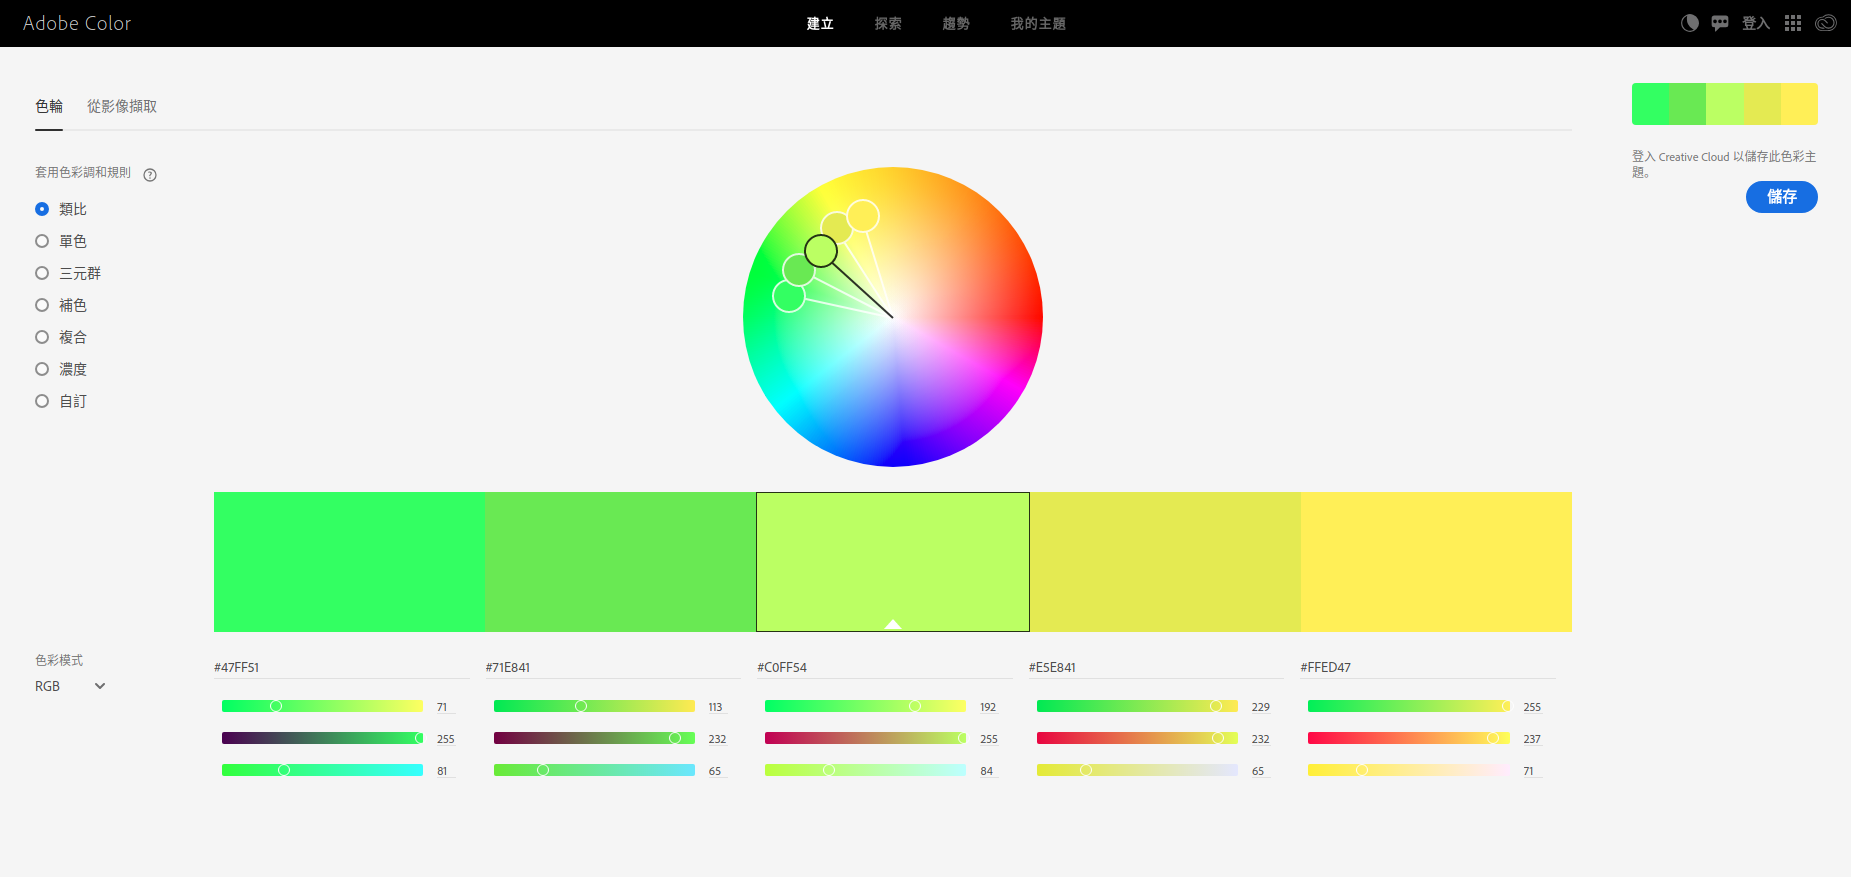 Adobe Color
建立
探索
趨勢
我的主題
登入
色輪
從影像擷取
套用色彩調和規則
類比
單色
三元群
補色
複合
濃度
自訂
登入 Creative Cloud 以儲存此色彩主
題。
儲存
色彩模式
RGB
#47FF51
#71E841
#C0FF54
#E5E841
#FFED47
71
113
192
229
255
255
232
255
232
237
81
65
84
65
71